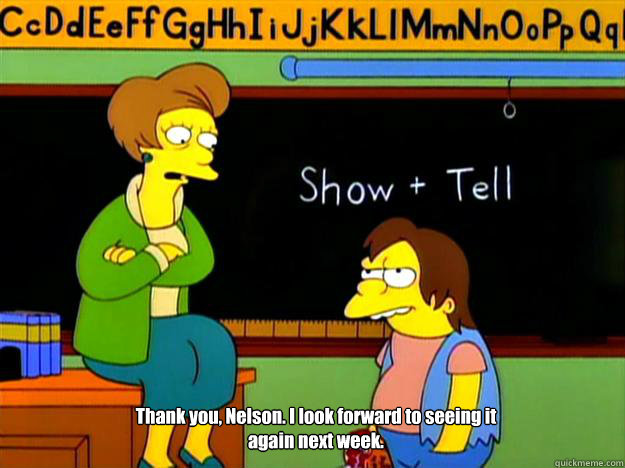 CcDdEeFfGgHhIiJjKkLlMmNnOoPpQq
Show + Tell
Thank you, Nelson. I look forward to seeing it
again next week.
quickmeme.com